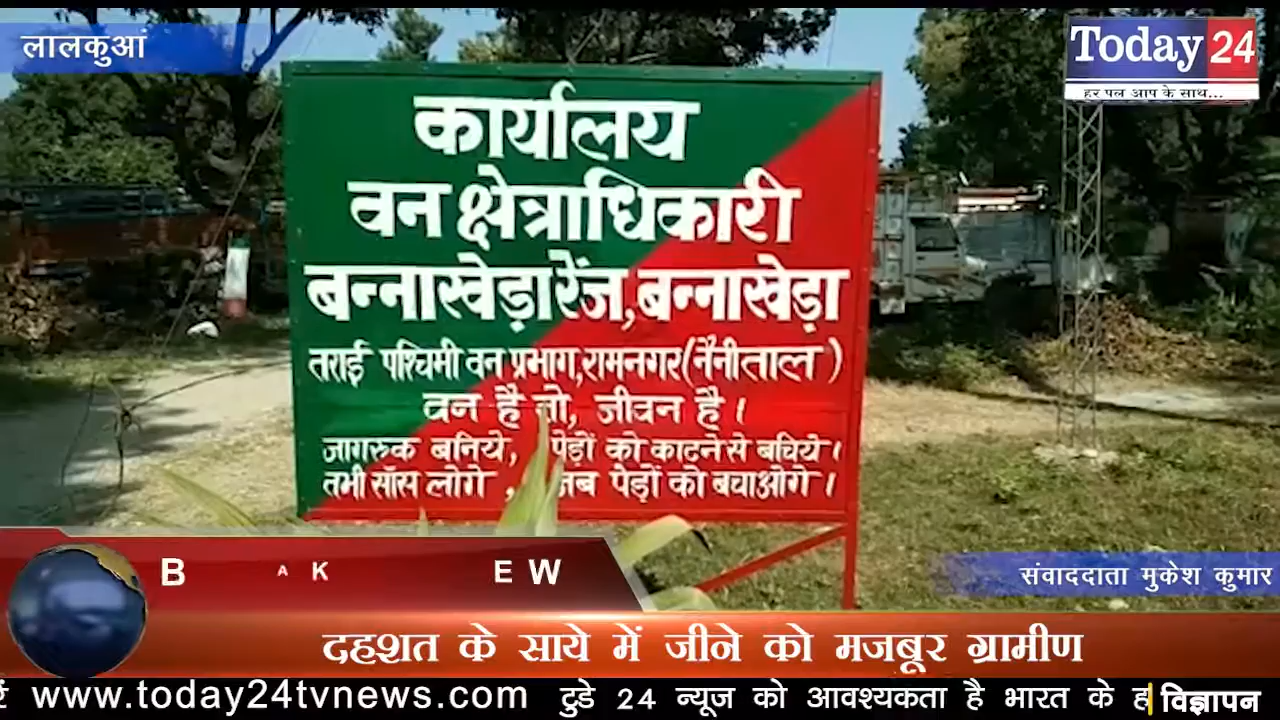 लालकुआं
Today 24
हर पल आप के साथ...
कार्यालय
वन क्षेत्राधिकारी
बन्नाखेड़ा रेंज, बन्नाखेड़ा
तराई पश्चिमी वन प्रभाग, रामनगर (नैनीताल)
वन है तो, जीवन है।
जागरुक बनिये, पेड़ों को काटने से बचिये।
तभी साँस लोगे, जब पेड़ों को बचाओगे।
संवाददाता मुकेश कुमार
B A K E W
दहशत के साये में जीने को मजबूर ग्रामीण
www.today24tvnews.com टुडे 24 न्यूज को आवश्यकता है भारत के
विज्ञापन